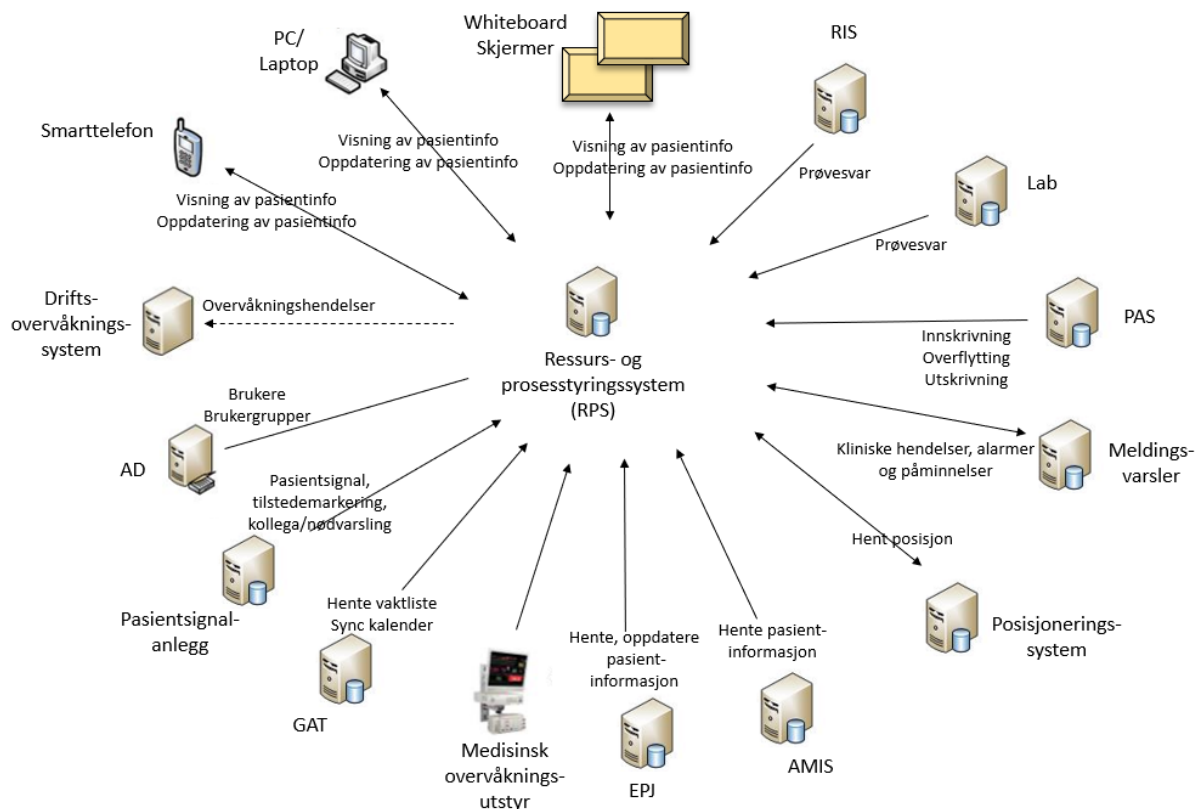 PC/
Laptop
Whiteboard
Skjermer
RIS
Smarttelefon
Visning av pasientinfo
Oppdatering av pasientinfo
Visning av pasientinfo
Oppdatering av pasientinfo
Prøvesvar
Lab
Visning av pasientinfo
Oppdatering av pasientinfo
Prøvesvar
Drifts-
overvåknings-
system
Overvåkningshendelser
PAS
Innskrivning
Overflytting
Utskrivning
Ressurs- og
prosesstyringssystem
(RPS)
Brukere
Brukergrupper
AD
Kliniske hendelser, alarmer
og påminnelser
Meldings-
varsler
Pasientsignal,
tilstedemarkering,
kollega/nødvarsling
Pasientsignal-
anlegg
Hent posisjon
Posisjonerings-
system
Hente vaktliste
Sync kalender
GAT
Medisinsk
overvåknings-
utstyr
Hente, oppdatere
pasient-
informasjon
EPJ
Hente pasient-
informasjon
AMIS